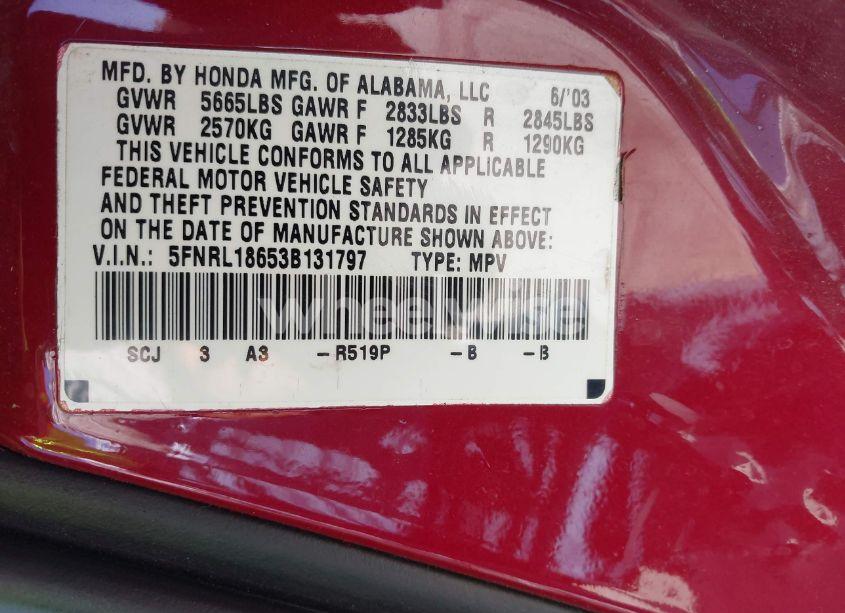 MFD. BY HONDA MFG. OF ALABAMA, LLC 6/'03
GVWR 5665LBS GAWR F 2833LBS R 2845LBS
GVWR 2570KG GAWR F 1285KG R 1290KG
THIS VEHICLE CONFORMS TO ALL APPLICABLE
FEDERAL MOTOR VEHICLE SAFETY
AND THEFT PREVENTION STANDARDS IN EFFECT
ON THE DATE OF MANUFACTURE SHOWN ABOVE:
V.I.N.: 5FNRL18653B131797 TYPE: MPV
wheelwise
SCJ 3 A3 -R519P -B -B